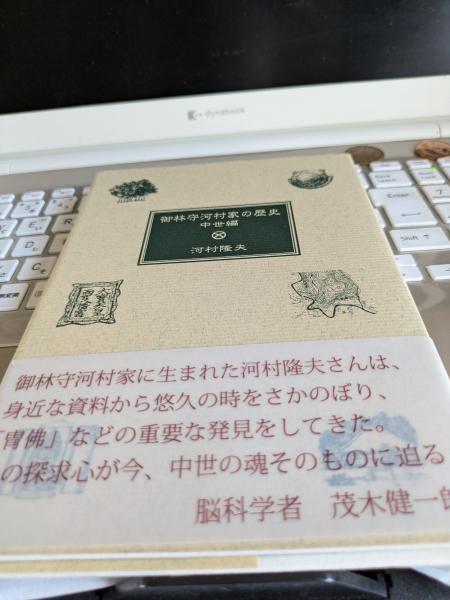 dynabook
御林守河村家の歴史
中世編
河村隆夫
御林守河村家に生まれた河村隆夫さんは、
身近な資料から悠久の時をさかのぼり、
「冑佛」などの重要な発見をしてきた。
の探求心が今、中世の魂そのものに迫る
脳科学者 茂木健一郎
Enter
Shift